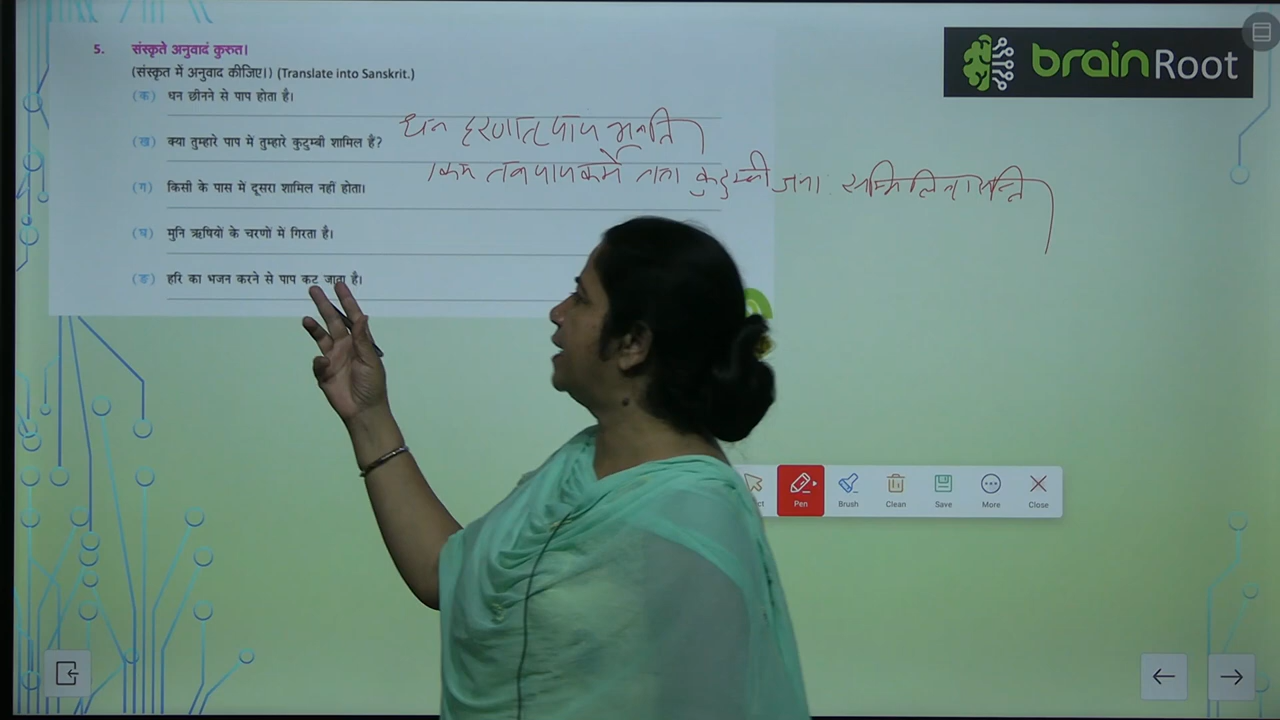 brainRoot
5. संस्कृते अनुवादं कुरुत।
(संस्कृत में अनुवाद कीजिए।) (Translate into Sanskrit.)
(क) धन छीनने से पाप होता है।
धन हरणात् पाप भवति।
(ख) क्या तुम्हारे पाप में तुम्हारे कुटुम्बी शामिल हैं?
तव पापकर्मे तव कुटुम्बी जनाः सम्मिलिता सन्ति।
(ग) किसी के पास में दूसरा शामिल नहीं होता।
(घ) मुनि ऋषियों के चरणों में गिरता है।
(ङ) हरि का भजन करने से पाप कट जाता है।
Pen Brush Clean Save More Close